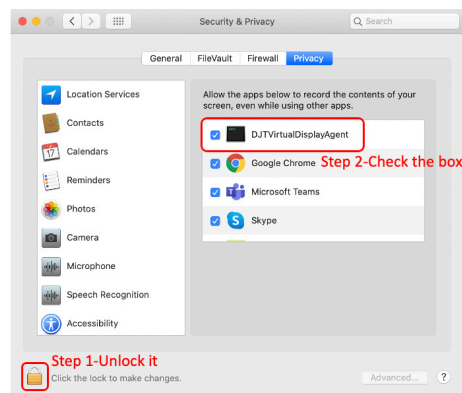 Security & Privacy
Search
General FileVault Firewall Privacy
Location Services
Contacts
Calendars
Reminders
Photos
Camera
Microphone
Speech Recognition
Accessibility
Allow the apps below to record the contents of your
screen, even while using other apps.
DJTVirtualDisplayAgent
Google Chrome
Step 2-Check the box
Microsoft Teams
Skype
Step 1-Unlock it
Click the lock to make changes.
Advanced...
?
17